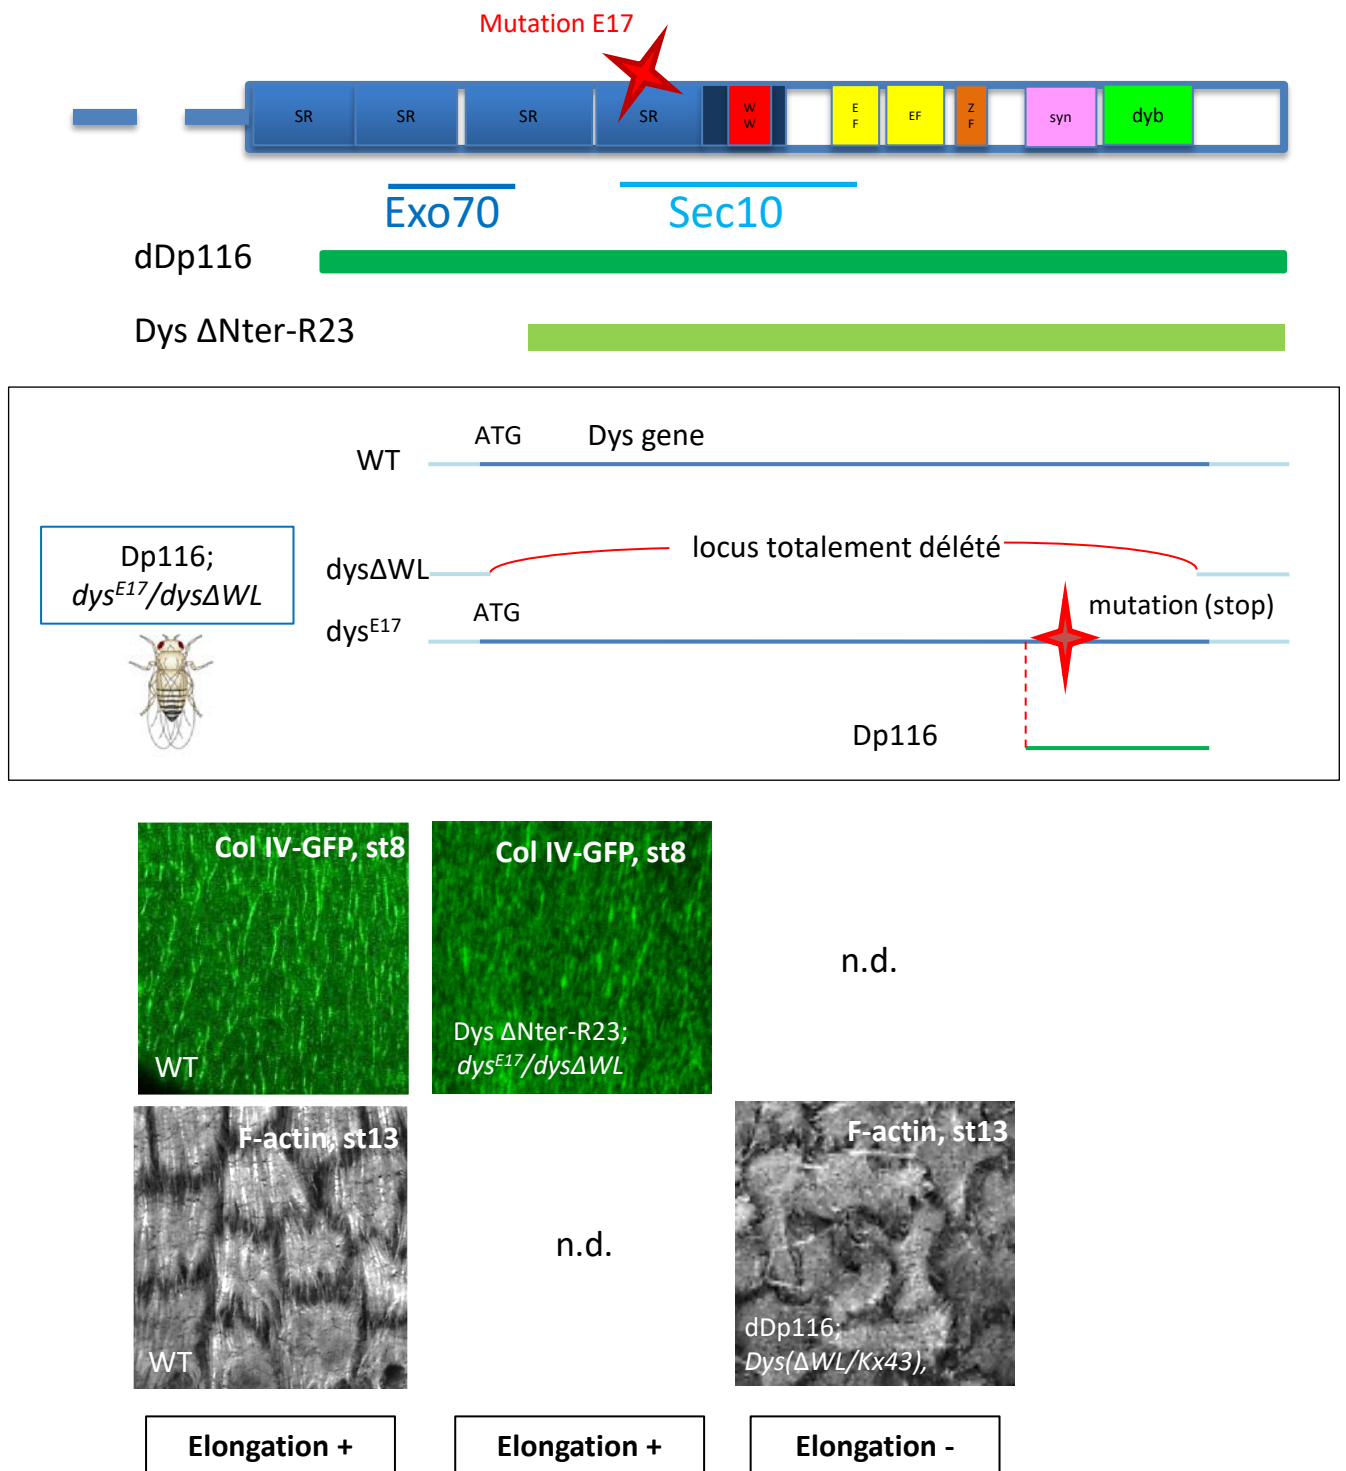 Mutation E17
SR SR SR SR W W E F EF Z F syn dyb
Exo70 Sec10
dDp116
Dys ΔNter-R23
ATG Dys gene
WT
Dp116;
dysE17/dysΔWL
locus totalement délété
dysΔWL
ATG mutation (stop)
dysE17
Dp116
Col IV-GFP, st8
WT
Col IV-GFP, st8
Dys ΔNter-R23;
dysE17/dysΔWL
n.d.
F-actin, st13
WT
n.d.
F-actin, st13
dDp116;
Dys(ΔWL/Kx43),
Elongation + Elongation + Elongation -